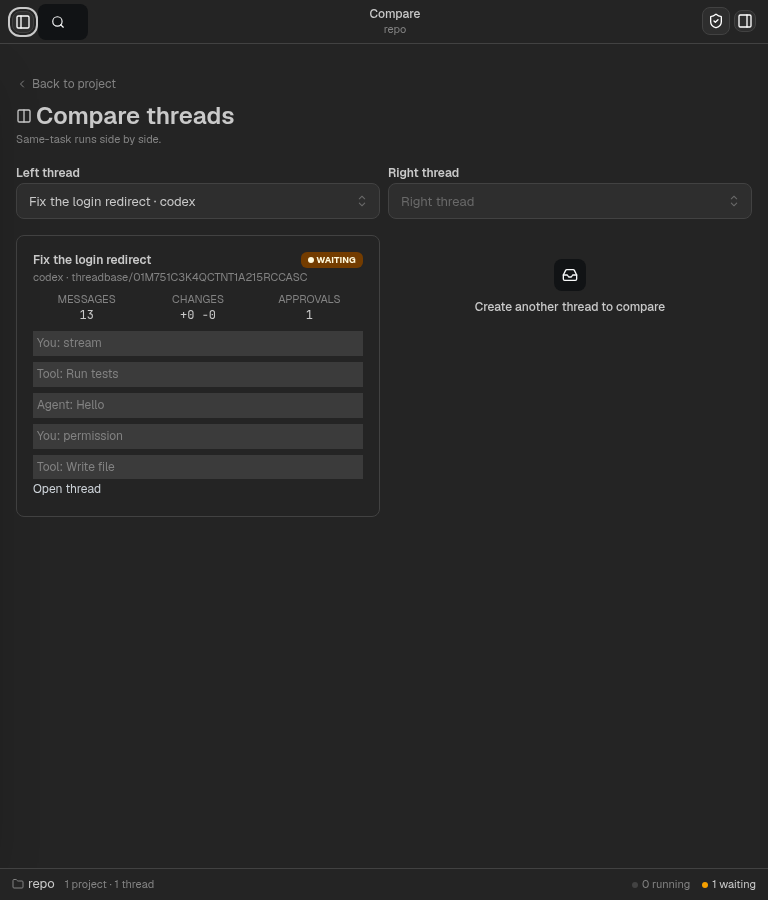 Compare
repo
Back to project
Compare threads
Same-task runs side by side.
Left thread
Right thread
Fix the login redirect · codex
Right thread
Fix the login redirect
WAITING
codex · threadbase/01M751C3K4QCTNT1A215RCCASC
MESSAGES CHANGES APPROVALS
13 +0 -0 1
You: stream
Tool: Run tests
Agent: Hello
You: permission
Tool: Write file
Open thread
Create another thread to compare
repo 1 project · 1 thread 0 running 1 waiting